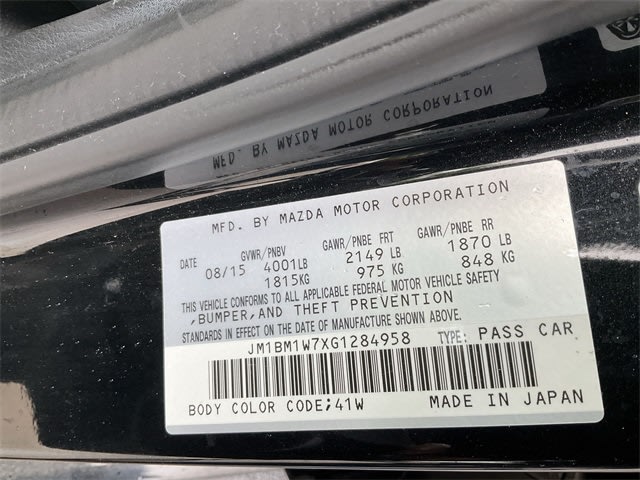 MFD. BY MAZDA MOTOR CORPORATION
MFD. BY MAZDA MOTOR CORPORATION
DATE GVWR/PNBV GAWR/PNBE FRT GAWR/PNBE RR
08/15 4001LB 2149 LB 1870 LB
1815KG 975 KG 848 KG
THIS VEHICLE CONFORMS TO ALL APPLICABLE FEDERAL MOTOR VEHICLE SAFETY
,BUMPER,AND THEFT PREVENTION
STANDARDS IN EFFECT ON THE DATE OF MANUFACTURE SHOWN ABOVE.
JM1BM1W7XG1284958 TYPE: PASS CAR
BODY COLOR CODE;41W MADE IN JAPAN